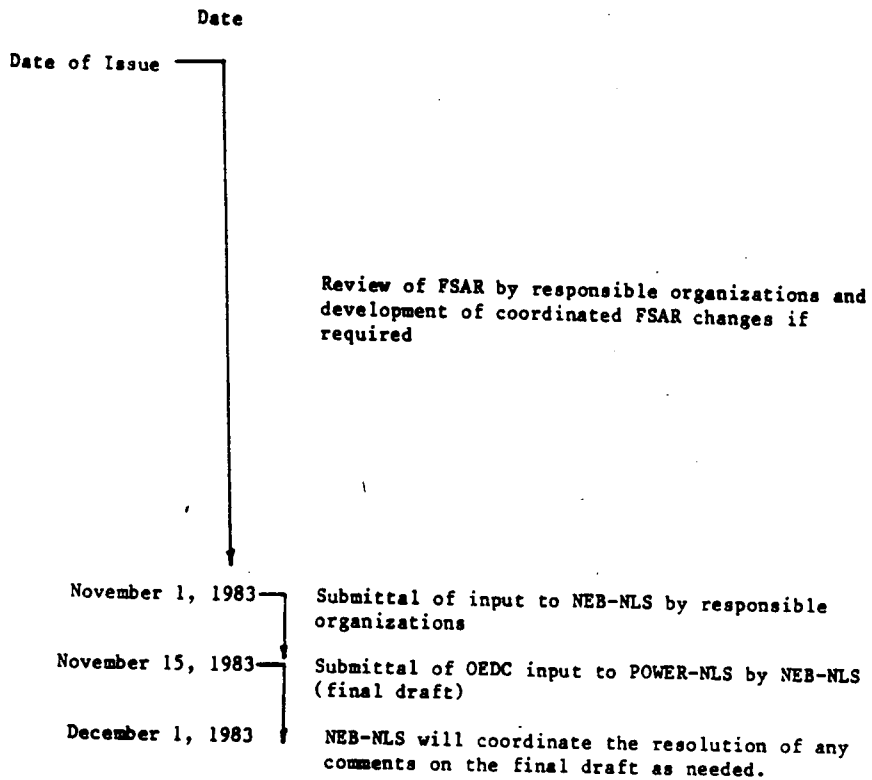 Date
Date of Issue
Review of FSAR by responsible organizations and
development of coordinated FSAR changes if
required
November 1, 1983
Submittal of input to NEB-NLS by responsible
organizations
November 15, 1983
Submittal of OEDC input to POWER-NLS by NEB-NLS
(final draft)
December 1, 1983
NEB-NLS will coordinate the resolution of any
comments on the final draft as needed.